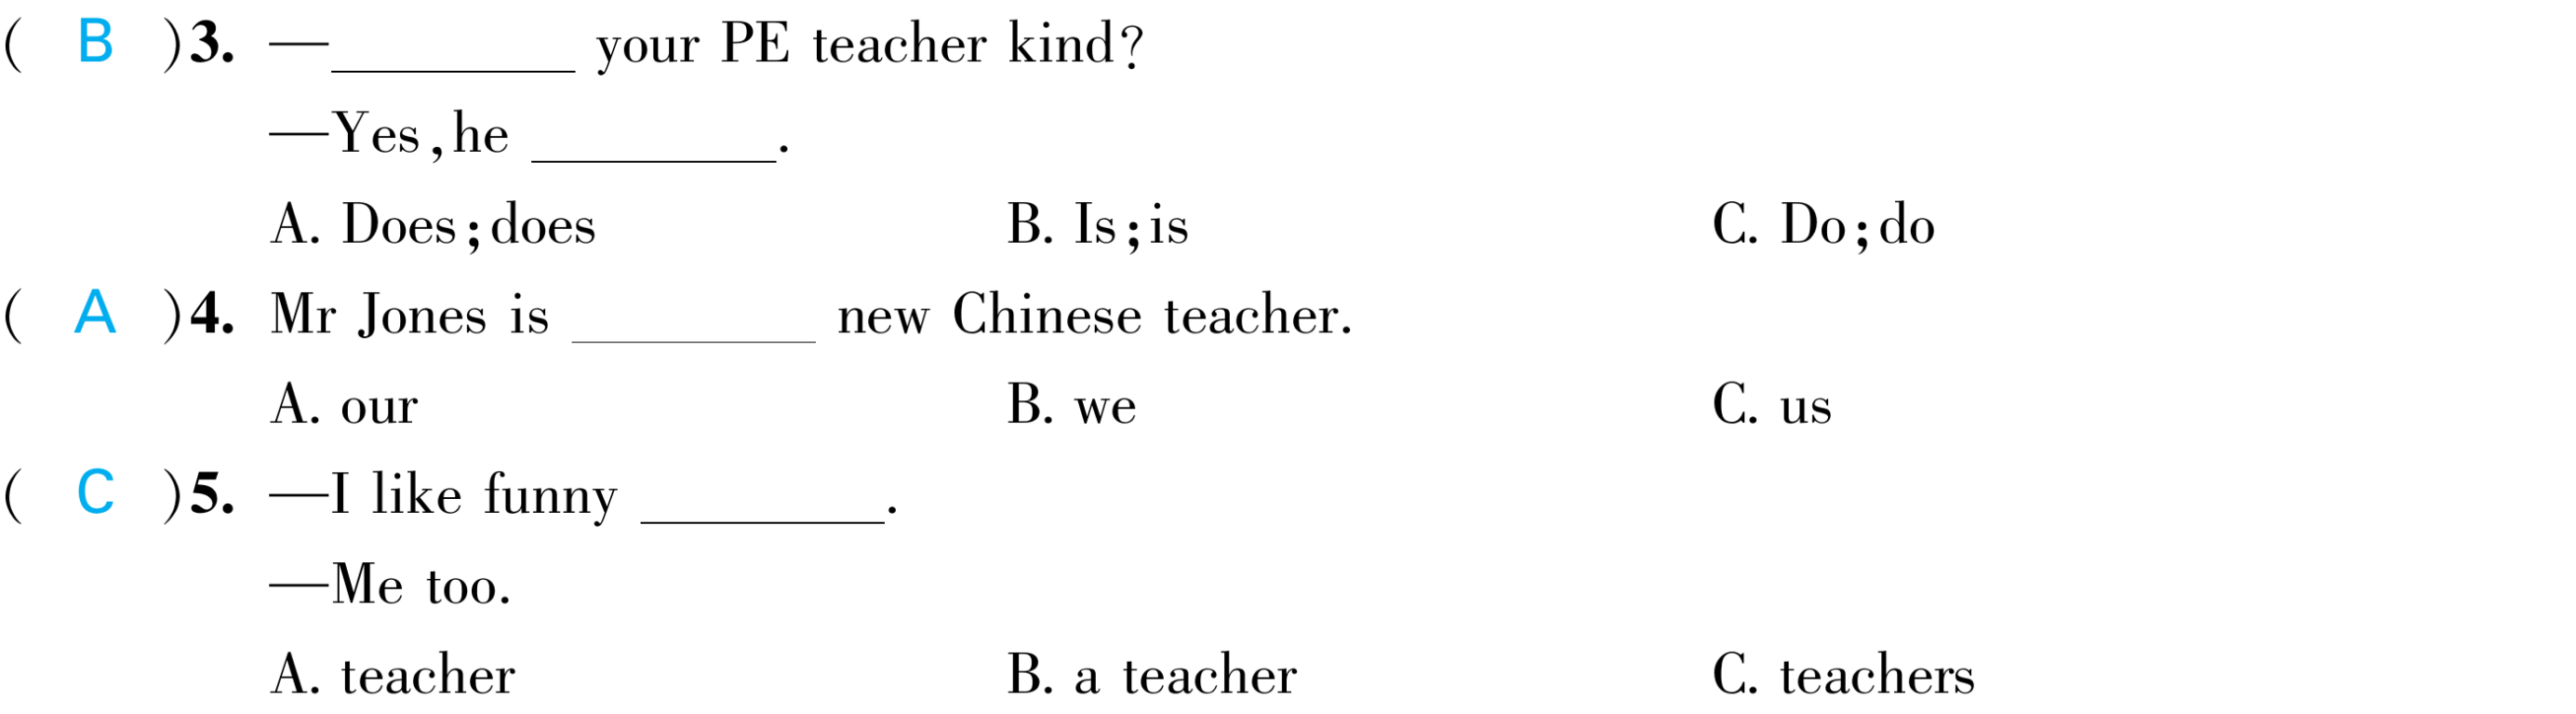 ( B )3. —________ your PE teacher kind?
—Yes,he ________.
A. Does;does B. Is;is C. Do;do
( A )4. Mr Jones is ________ new Chinese teacher.
A. our B. we C. us
( C )5. —I like funny ________.
—Me too.
A. teacher B. a teacher C. teachers